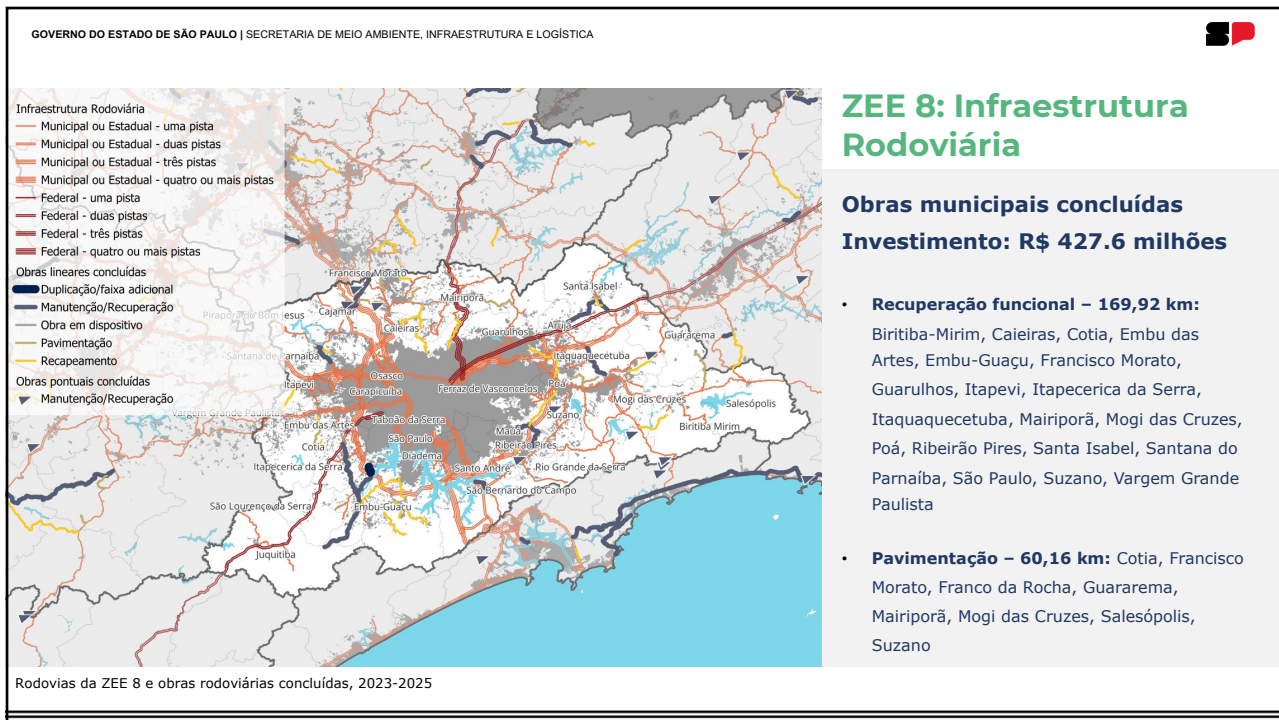 GOVERNO DO ESTADO DE SÃO PAULO | SECRETARIA DE MEIO AMBIENTE, INFRAESTRUTURA E LOGÍSTICA
SP
Infraestrutura Rodoviária
Municipal ou Estadual - uma pista
Municipal ou Estadual - duas pistas
Municipal ou Estadual - três pistas
Municipal ou Estadual - quatro ou mais pistas
Federal - uma pista
Federal - duas pistas
Federal - três pistas
Federal - quatro ou mais pistas
Obras lineares concluídas
Duplicação/faixa adicional
Manutenção/Recuperação
Obra em dispositivo
Pavimentação
Recapeamento
Obras pontuais concluídas
Manutenção/Recuperação
Francisco Morato
Santa Isabel
Mairiporã
Pirapora do Bom Jesus
Cajamar
Caieiras
Guarulhos
Arujá
Guararema
Santana de Parnaíba
Itaquaquecetuba
Osasco
Itapevi
Carapicuíba
Ferraz de Vasconcelos
Poá
Mogi das Cruzes
Salesópolis
Vargem Grande Paulista
Suzano
Taboão da Serra
Embu das Artes
Biritiba Mirim
Mauá
São Paulo
Ribeirão Pires
Cotia
Diadema
Itapecerica da Serra
Santo André
Rio Grande da Serra
São Bernardo do Campo
São Lourenço da Serra
Embu-Guaçu
Juquitiba
Rodovias da ZEE 8 e obras rodoviárias concluídas, 2023-2025
ZEE 8: Infraestrutura
Rodoviária
Obras municipais concluídas
Investimento: R$ 427.6 milhões
• Recuperação funcional – 169,92 km:
Biritiba-Mirim, Caieiras, Cotia, Embu das
Artes, Embu-Guaçu, Francisco Morato,
Guarulhos, Itapevi, Itapecerica da Serra,
Itaquaquecetuba, Mairiporã, Mogi das Cruzes,
Poá, Ribeirão Pires, Santa Isabel, Santana do
Parnaíba, São Paulo, Suzano, Vargem Grande
Paulista
• Pavimentação – 60,16 km: Cotia, Francisco
Morato, Franco da Rocha, Guararema,
Mairiporã, Mogi das Cruzes, Salesópolis,
Suzano